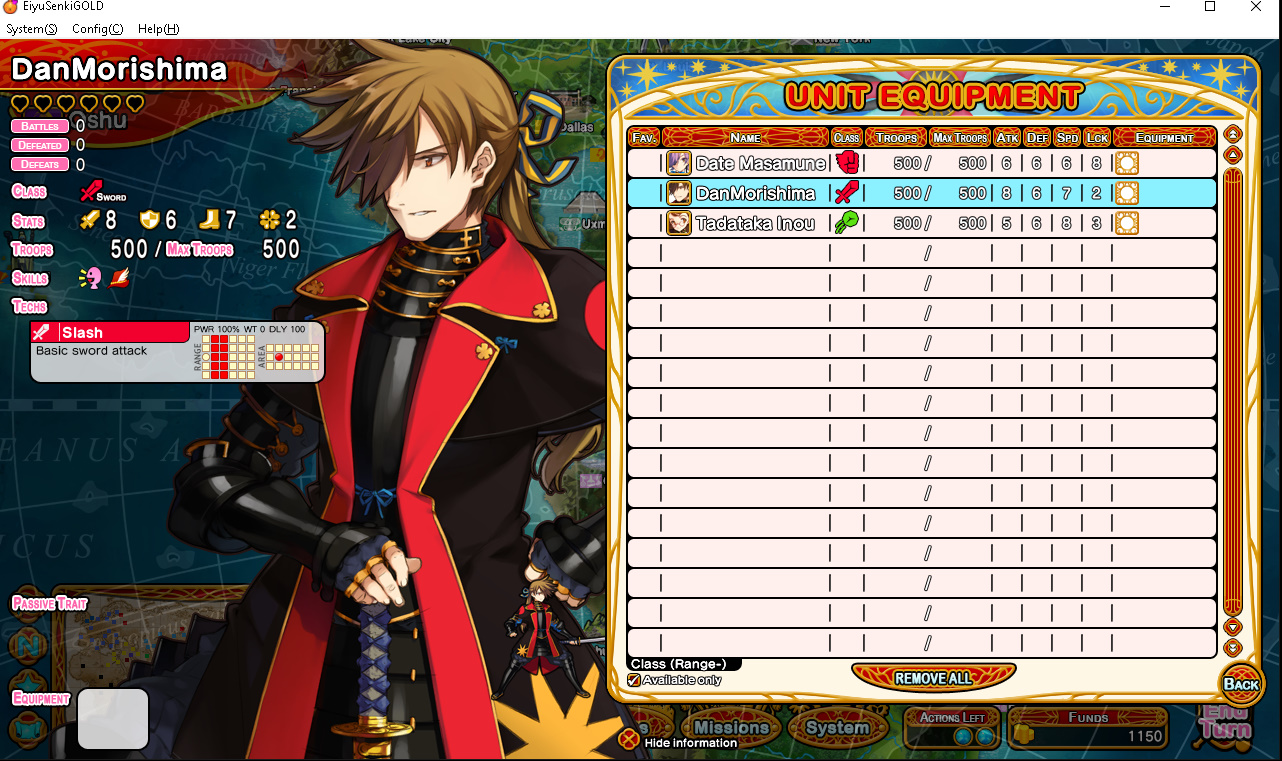 EiyuSenkiGOLD
System(S) Config(C) Help(H)
DanMorishima
Oshu
Dallas
BATTLES 0
DEFEATED 0
DEFEATS 0
CLASS SWORD
STATS 8 6 7 2
TROOPS 500 / MAX TROOPS 500
SKILLS
TECHS
Slash
PWR 100% WT 0 DLY 100
Basic sword attack
RANGE
AREA
PASSIVE TRAIT
N
EQUIPMENT
UNIT EQUIPMENT
FAV. NAME CLASS TROOPS MAX TROOPS ATK DEF SPD LCK EQUIPMENT
Date Masamune 500 / 500 6 6 6 8
DanMorishima 500 / 500 8 6 7 2
Tadataka Inou 500 / 500 5 6 8 3
/
/
/
/
/
/
/
/
/
/
/
/
/
/
Class (Range-)
Available only
REMOVE ALL
BACK
Missions
System
ACTIONS LEFT
FUNDS
1150
End
Turn
Hide information